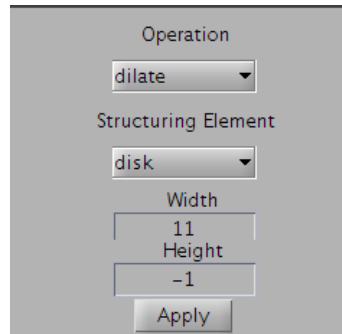 Operation
dilate
Structuring Element
disk
Width
11
Height
-1
Apply